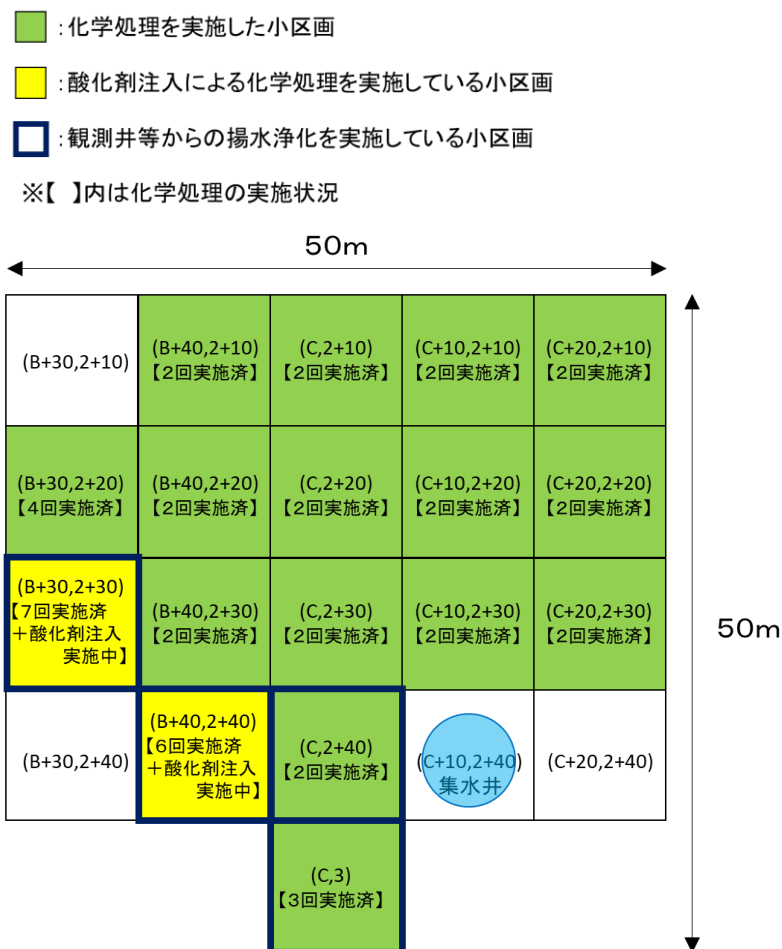 ：化学処理を実施した小区画
：酸化剤注入による化学処理を実施している小区画
：観測井等からの揚水浄化を実施している小区画
※【　】内は化学処理の実施状況
50m
(B+30,2+10)
(B+40,2+10)
【2回実施済】
(C,2+10)
【2回実施済】
(C+10,2+10)
【2回実施済】
(C+20,2+10)
【2回実施済】
(B+30,2+20)
【4回実施済】
(B+40,2+20)
【2回実施済】
(C,2+20)
【2回実施済】
(C+10,2+20)
【2回実施済】
(C+20,2+20)
【2回実施済】
(B+30,2+30)
【7回実施済
＋酸化剤注入
実施中】
(B+40,2+30)
【2回実施済】
(C,2+30)
【2回実施済】
(C+10,2+30)
【2回実施済】
(C+20,2+30)
【2回実施済】
50m
(B+30,2+40)
(B+40,2+40)
【6回実施済
＋酸化剤注入
実施中】
(C,2+40)
【2回実施済】
(C+10,2+40)
集水井
(C+20,2+40)
(C,3)
【3回実施済】